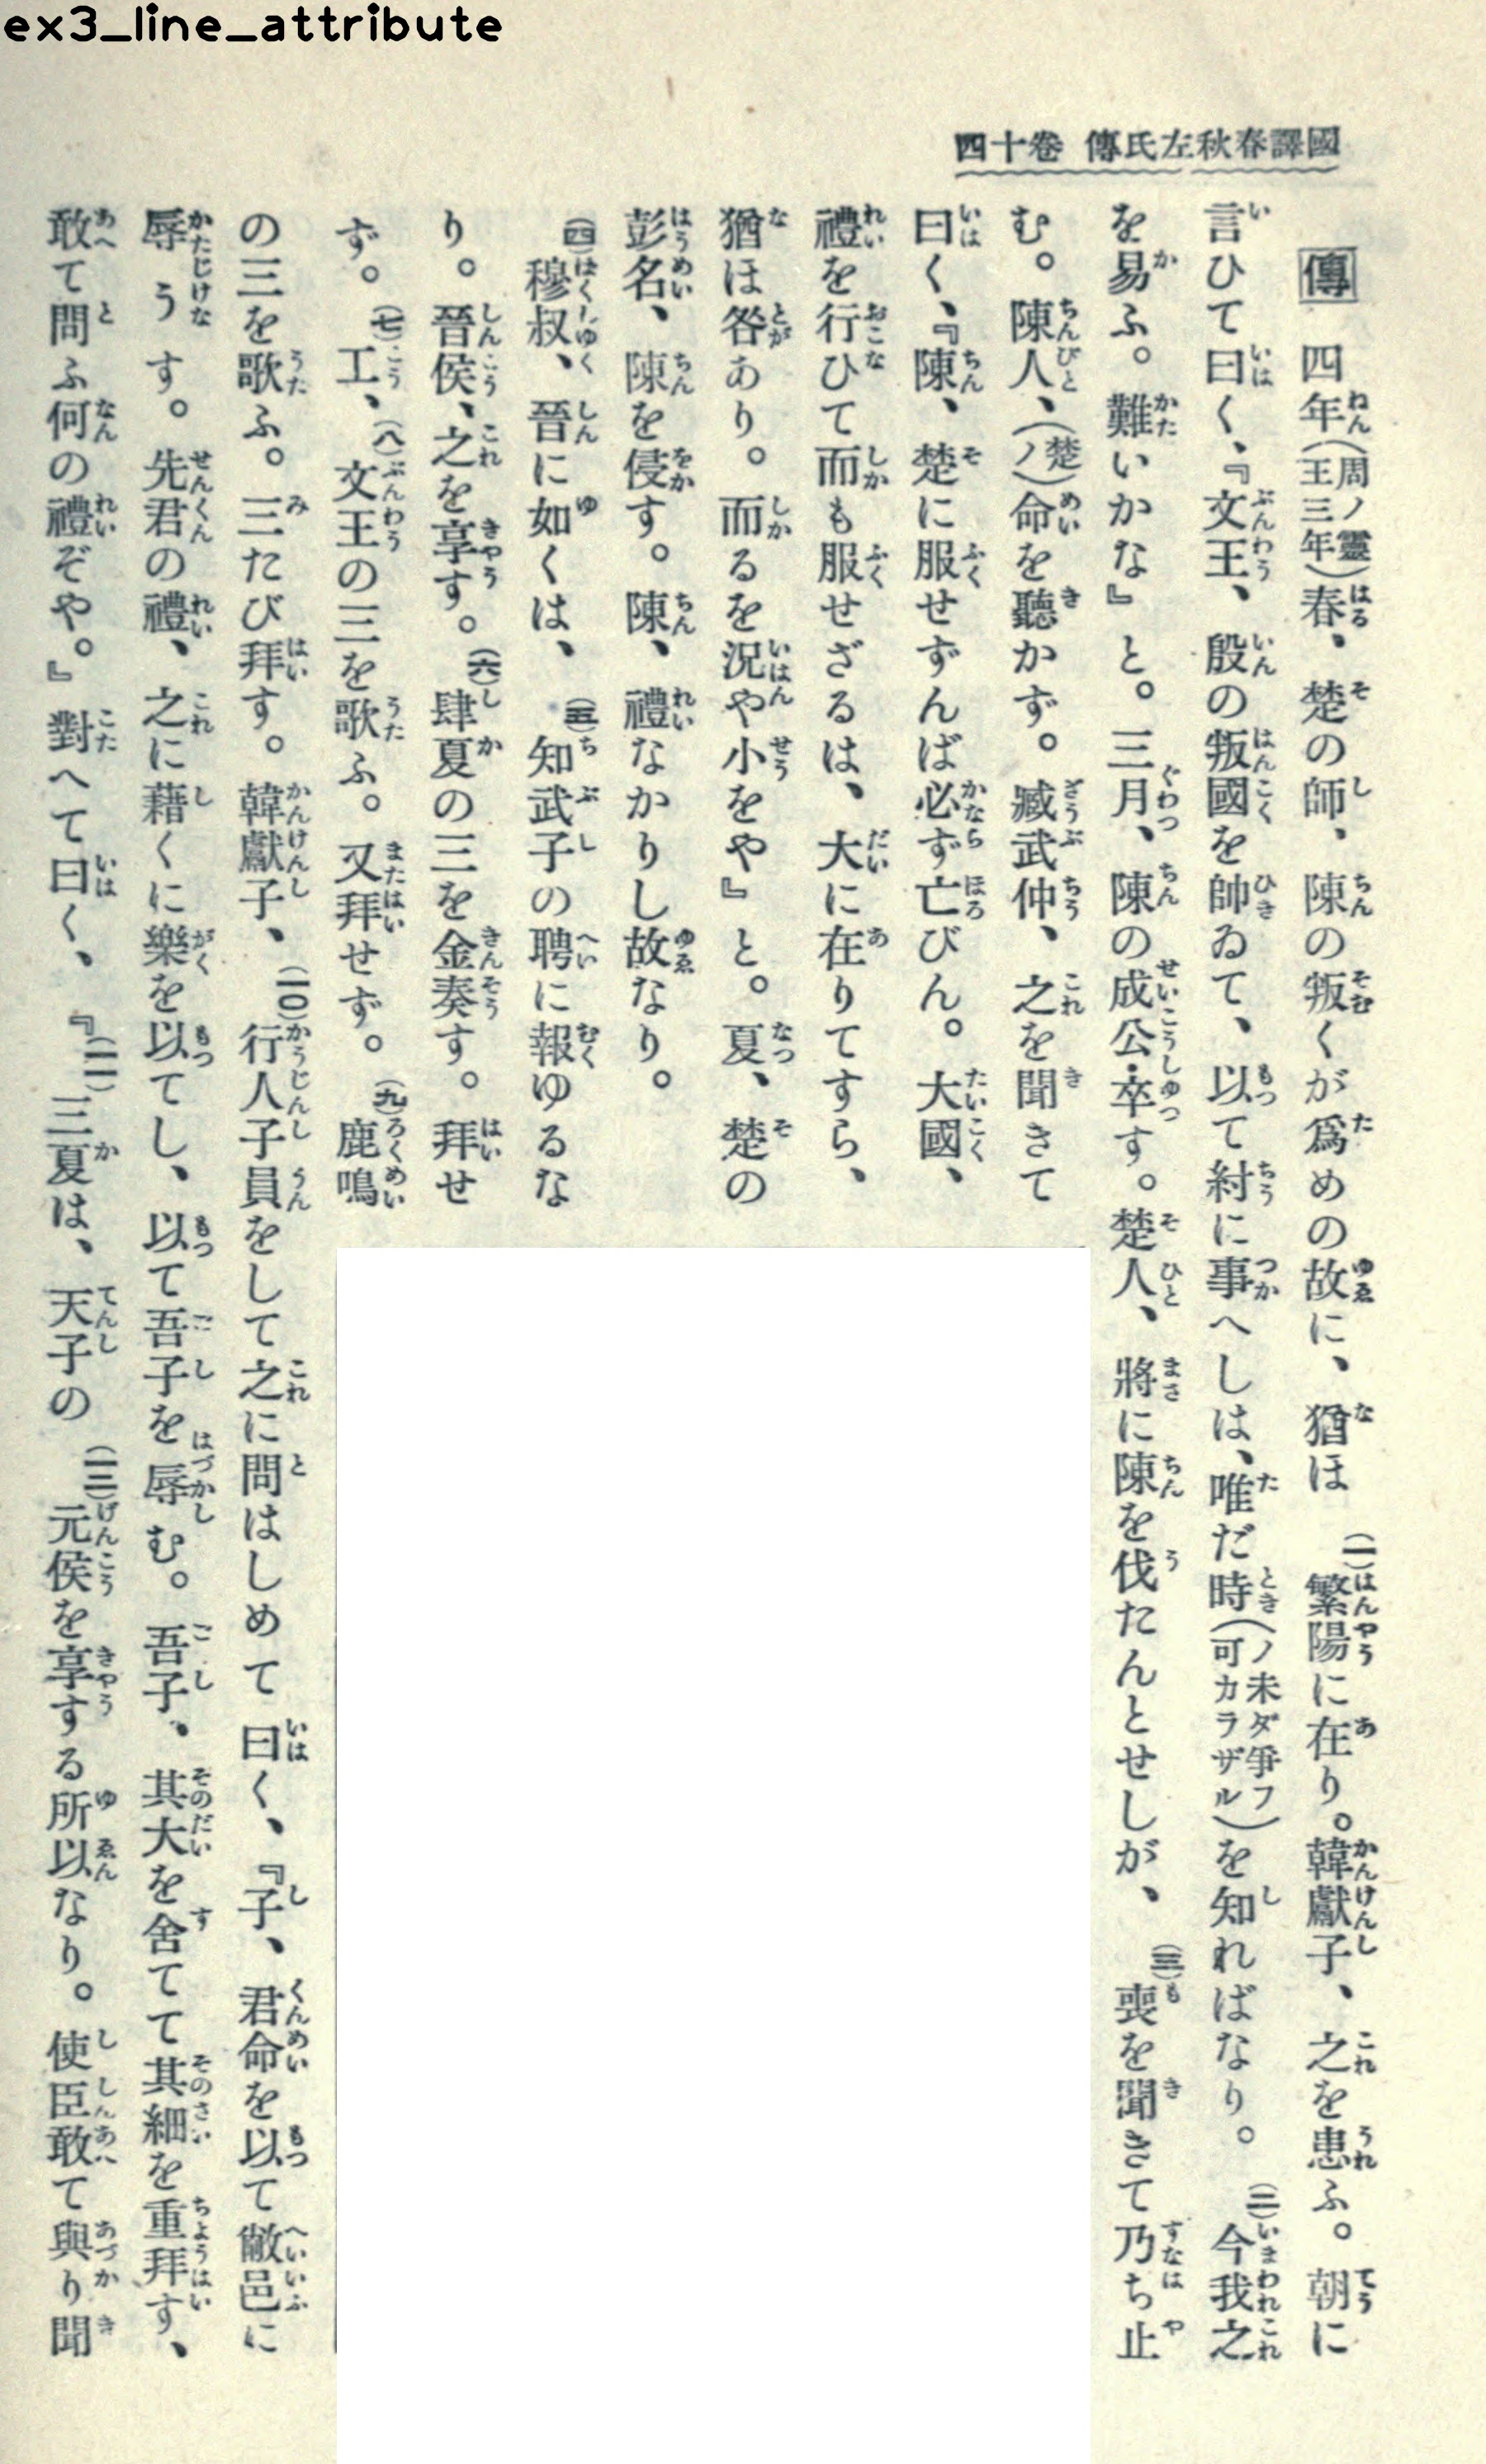 ex3_line_attribute
國譯春秋左氏傳 卷十四
傳 四年(周ノ靈王三年)春、楚の師、陳の叛くが爲めの故に、猶ほ(一)繁陽に在り。韓獻子、之を患ふ。朝に
言ひて曰く、『文王、殷の叛國を帥ゐて、以て紂に事へしは、唯だ時(ノ未ダ爭フ可カラザル)を知ればなり。(二)今我之
を易ふ。難いかな』と。三月、陳の成公卒す。楚人、將に陳を伐たんとせしが、(三)喪を聞きて乃ち止
む。陳人、(楚ノ)命を聽かず。臧武仲、之を聞きて
曰く、『陳、楚に服せずんば必ず亡びん。大國、
禮を行ひて而も服せざるは、大に在りてすら、
猶ほ咎あり。而るを況や小をや』と。夏、楚の
彭名、陳を侵す。陳、禮なかりし故なり。
(四)穆叔、晉に如くは、(五)知武子の聘に報ゆるな
り。晉侯、之を享す。(六)肆夏の三を金奏す。拜せ
ず。(七)工、(八)文王の三を歌ふ。又拜せず。(九)鹿鳴
の三を歌ふ。三たび拜す。韓獻子、(一〇)行人子員をして之に問はしめて曰く、『子、君命を以て敝邑に
辱うす。先君の禮、之に藉くに樂を以てし、以て吾子を辱む。吾子、其大を舍てて其細を重拜す、
敢て問ふ何の禮ぞや。』對へて曰く、『(一一)三夏は、天子の(一二)元侯を享する所以なり。使臣敢て與り聞